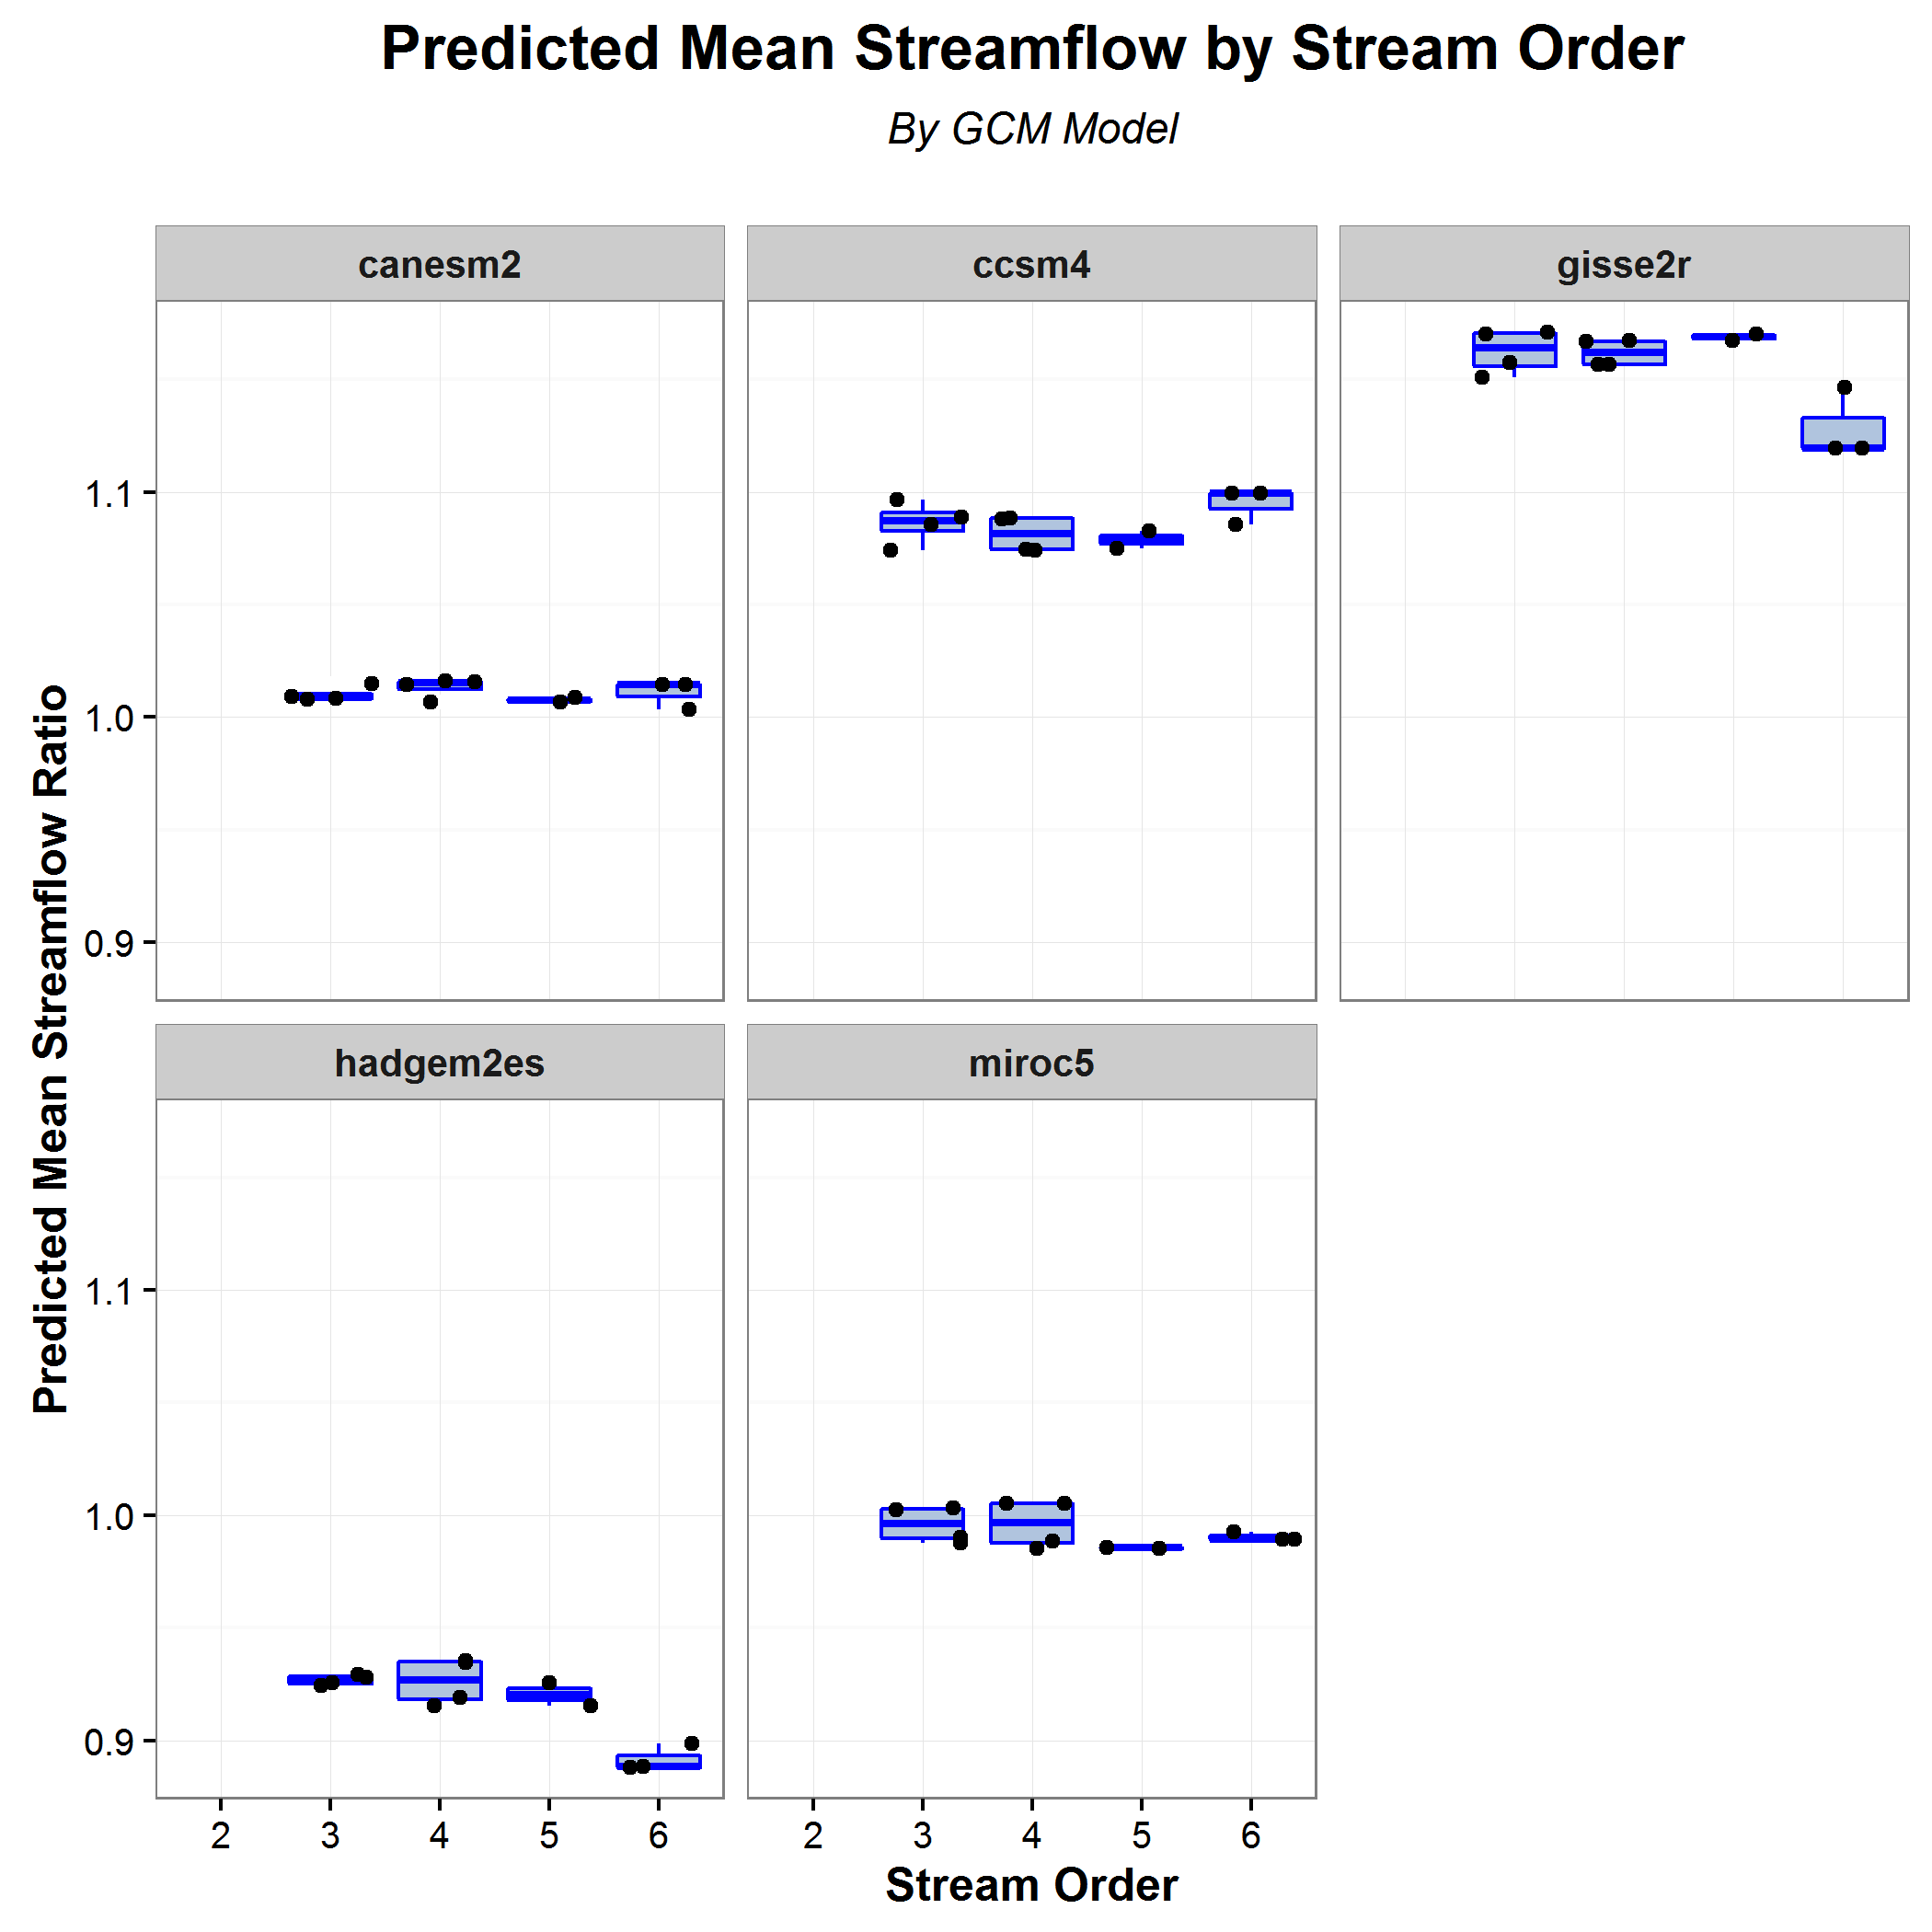 Predicted Mean Streamflow by Stream Order
By GCM Model
canesm2
ccsm4
gisse2r
1.1
1.0
0.9
Predicted Mean Streamflow Ratio
hadgem2es
miroc5
1.1
1.0
0.9
2 3 4 5 6
2 3 4 5 6
Stream Order